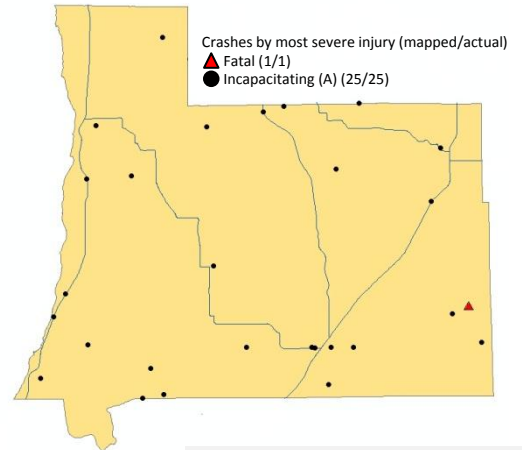 Crashes by most severe injury (mapped/actual)
Fatal (1/1)
Incapacitating (A) (25/25)